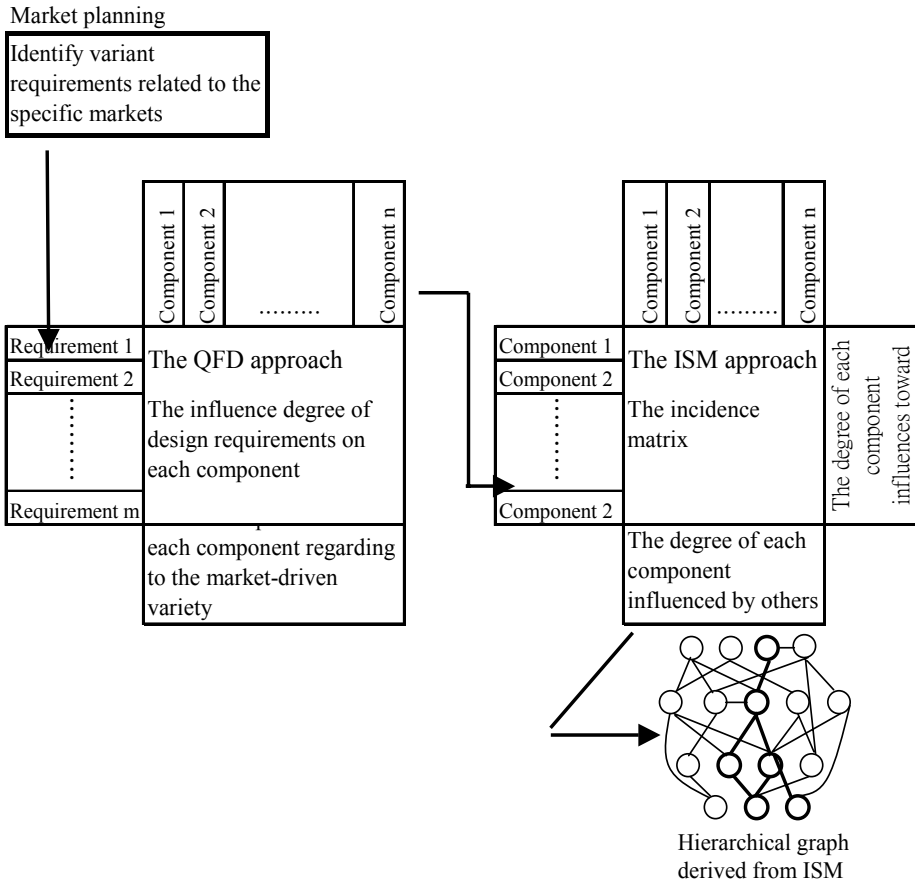 Market planning
Identify variant
requirements related to the
specific markets
Component 1
Component 2
.........
Component n
Requirement 1
Requirement 2
Requirement m
The QFD approach
The influence degree of
design requirements on
each component
each component regarding
to the market-driven
variety
Component 1
Component 2
.........
Component n
Component 1
Component 2
Component 2
The ISM approach
The incidence
matrix
The degree of each
component
influences toward
The degree of each
component
influenced by others
Hierarchical graph
derived from ISM